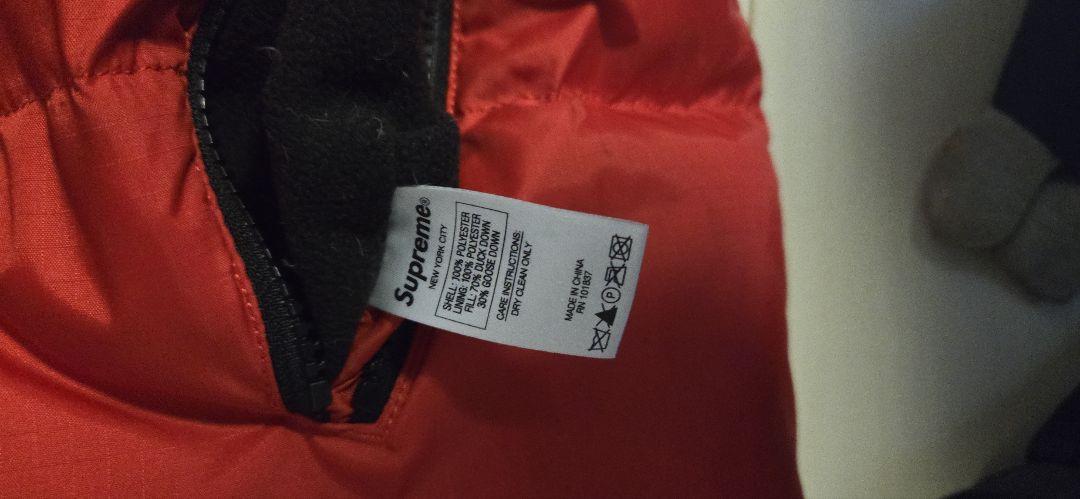 Supreme®
NEW YORK CITY
SHELL: 100% POLYESTER
LINING: 100% POLYESTER
FILL: 70% DUCK DOWN
30% GOOSE DOWN
CARE INSTRUCTIONS:
DRY CLEAN ONLY
MADE IN CHINA
RN 101837
P